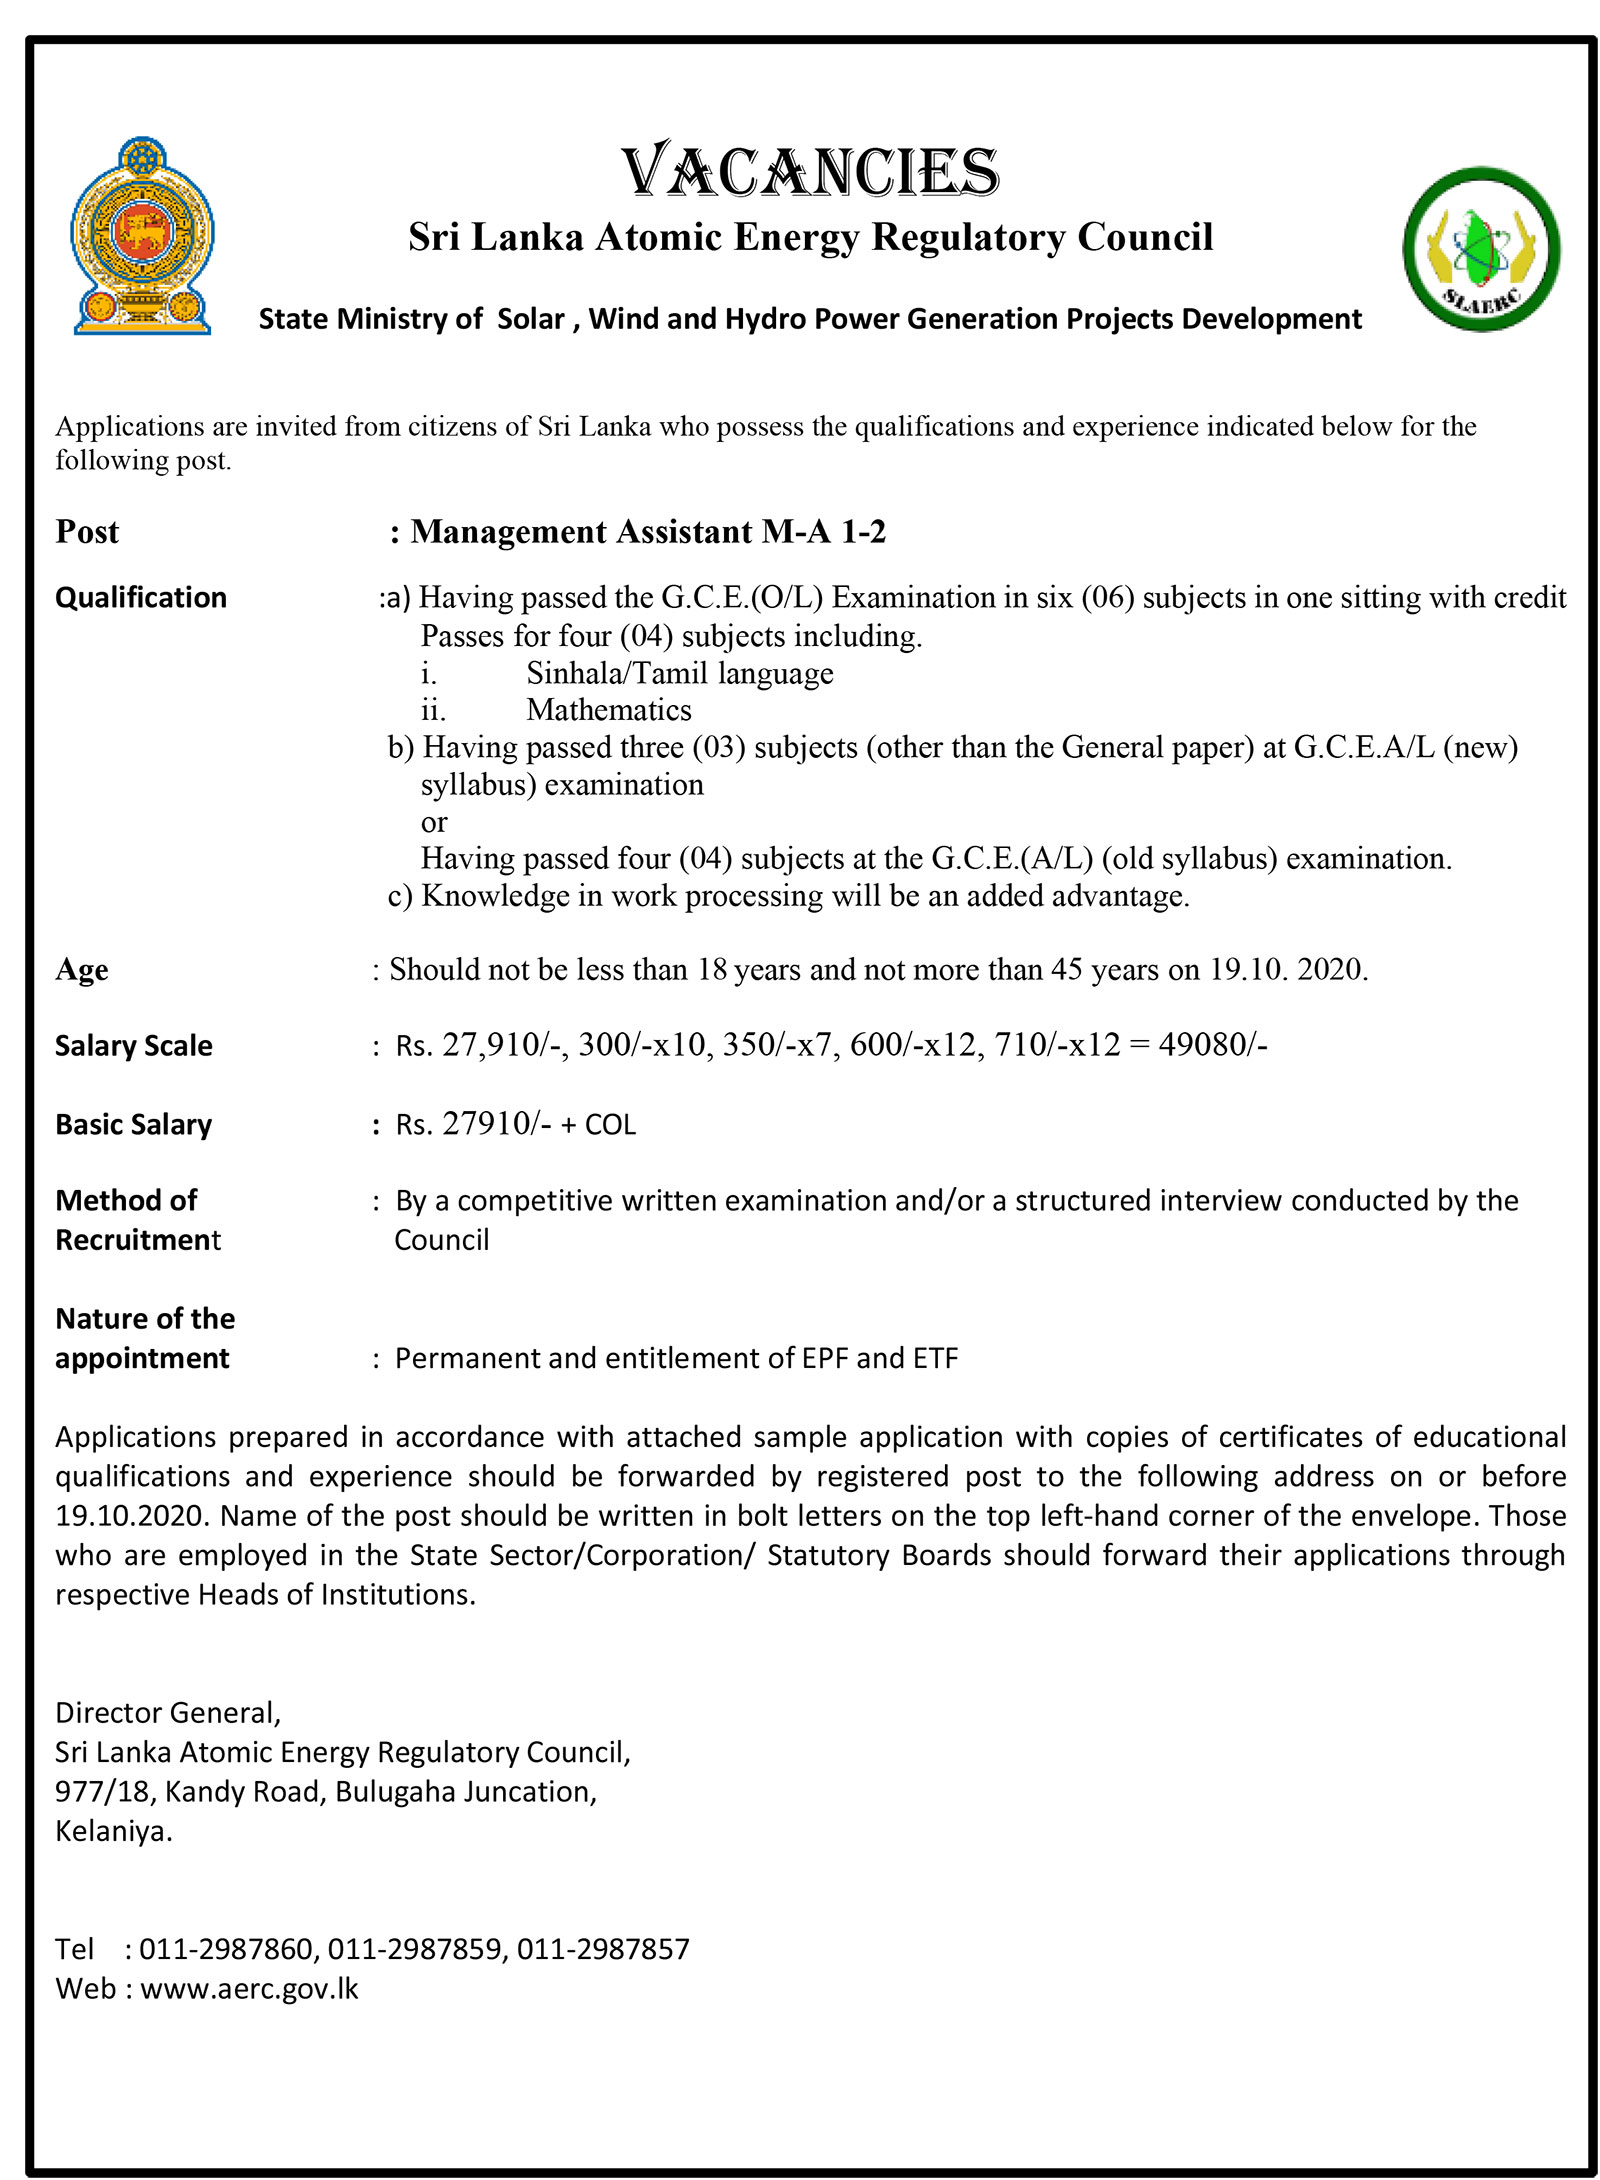 VACANCIES
Sri Lanka Atomic Energy Regulatory Council
SLAERC
State Ministry of Solar , Wind and Hydro Power Generation Projects Development
Applications are invited from citizens of Sri Lanka who possess the qualifications and experience indicated below for the
following post.
Post : Management Assistant M-A 1-2
Qualification :a) Having passed the G.C.E.(O/L) Examination in six (06) subjects in one sitting with credit
Passes for four (04) subjects including.
i. Sinhala/Tamil language
ii. Mathematics
b) Having passed three (03) subjects (other than the General paper) at G.C.E.A/L (new)
syllabus) examination
or
Having passed four (04) subjects at the G.C.E.(A/L) (old syllabus) examination.
c) Knowledge in work processing will be an added advantage.
Age : Should not be less than 18 years and not more than 45 years on 19.10. 2020.
Salary Scale : Rs. 27,910/-, 300/-x10, 350/-x7, 600/-x12, 710/-x12 = 49080/-
Basic Salary : Rs. 27910/- + COL
Method of : By a competitive written examination and/or a structured interview conducted by the
Recruitment Council
Nature of the
appointment : Permanent and entitlement of EPF and ETF
Applications prepared in accordance with attached sample application with copies of certificates of educational
qualifications and experience should be forwarded by registered post to the following address on or before
19.10.2020. Name of the post should be written in bolt letters on the top left-hand corner of the envelope. Those
who are employed in the State Sector/Corporation/ Statutory Boards should forward their applications through
respective Heads of Institutions.
Director General,
Sri Lanka Atomic Energy Regulatory Council,
977/18, Kandy Road, Bulugaha Juncation,
Kelaniya.
Tel : 011-2987860, 011-2987859, 011-2987857
Web : www.aerc.gov.lk